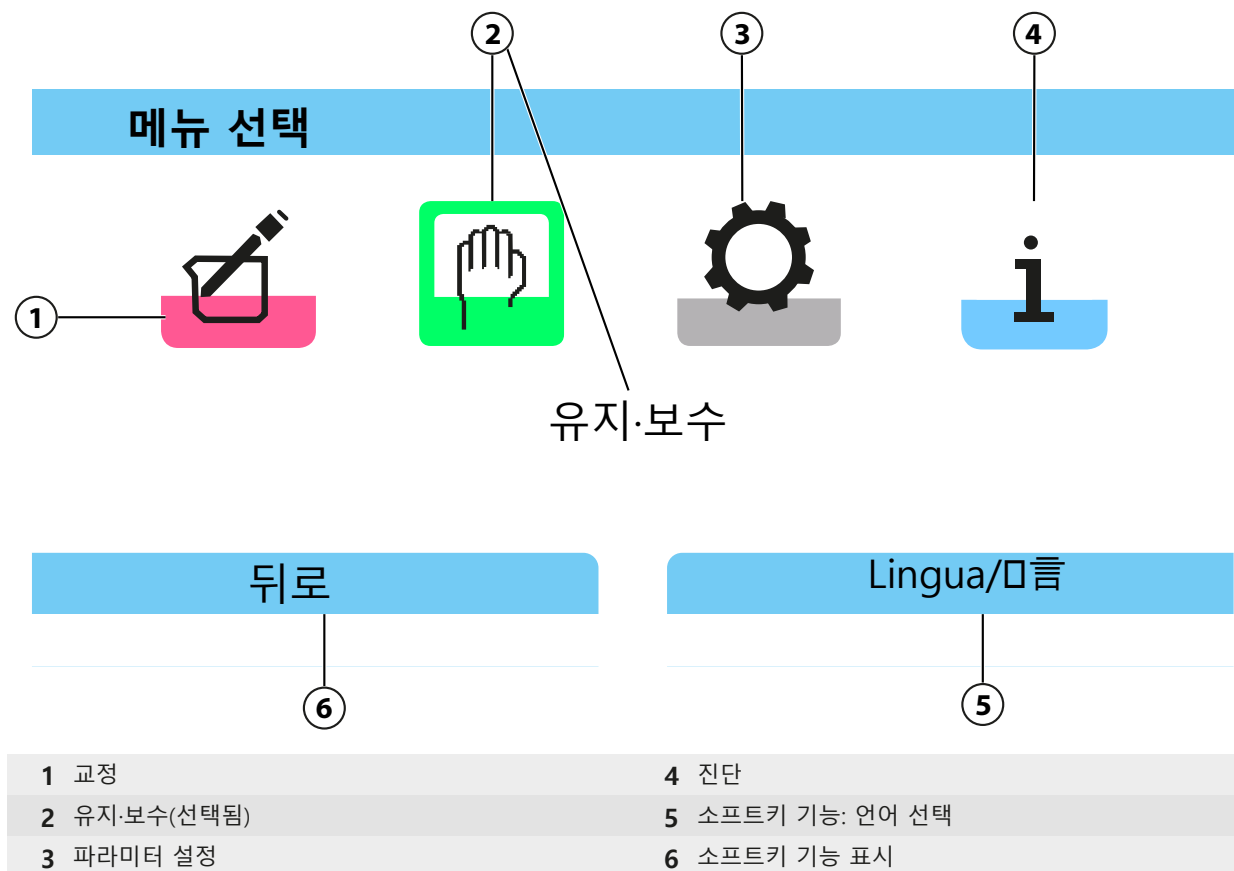 2 3 4
메뉴 선택
1
유지·보수
뒤로 Lingua/言
6 5
1 교정 4 진단
2 유지·보수(선택됨) 5 소프트키 기능: 언어 선택
3 파라미터 설정 6 소프트키 기능 표시